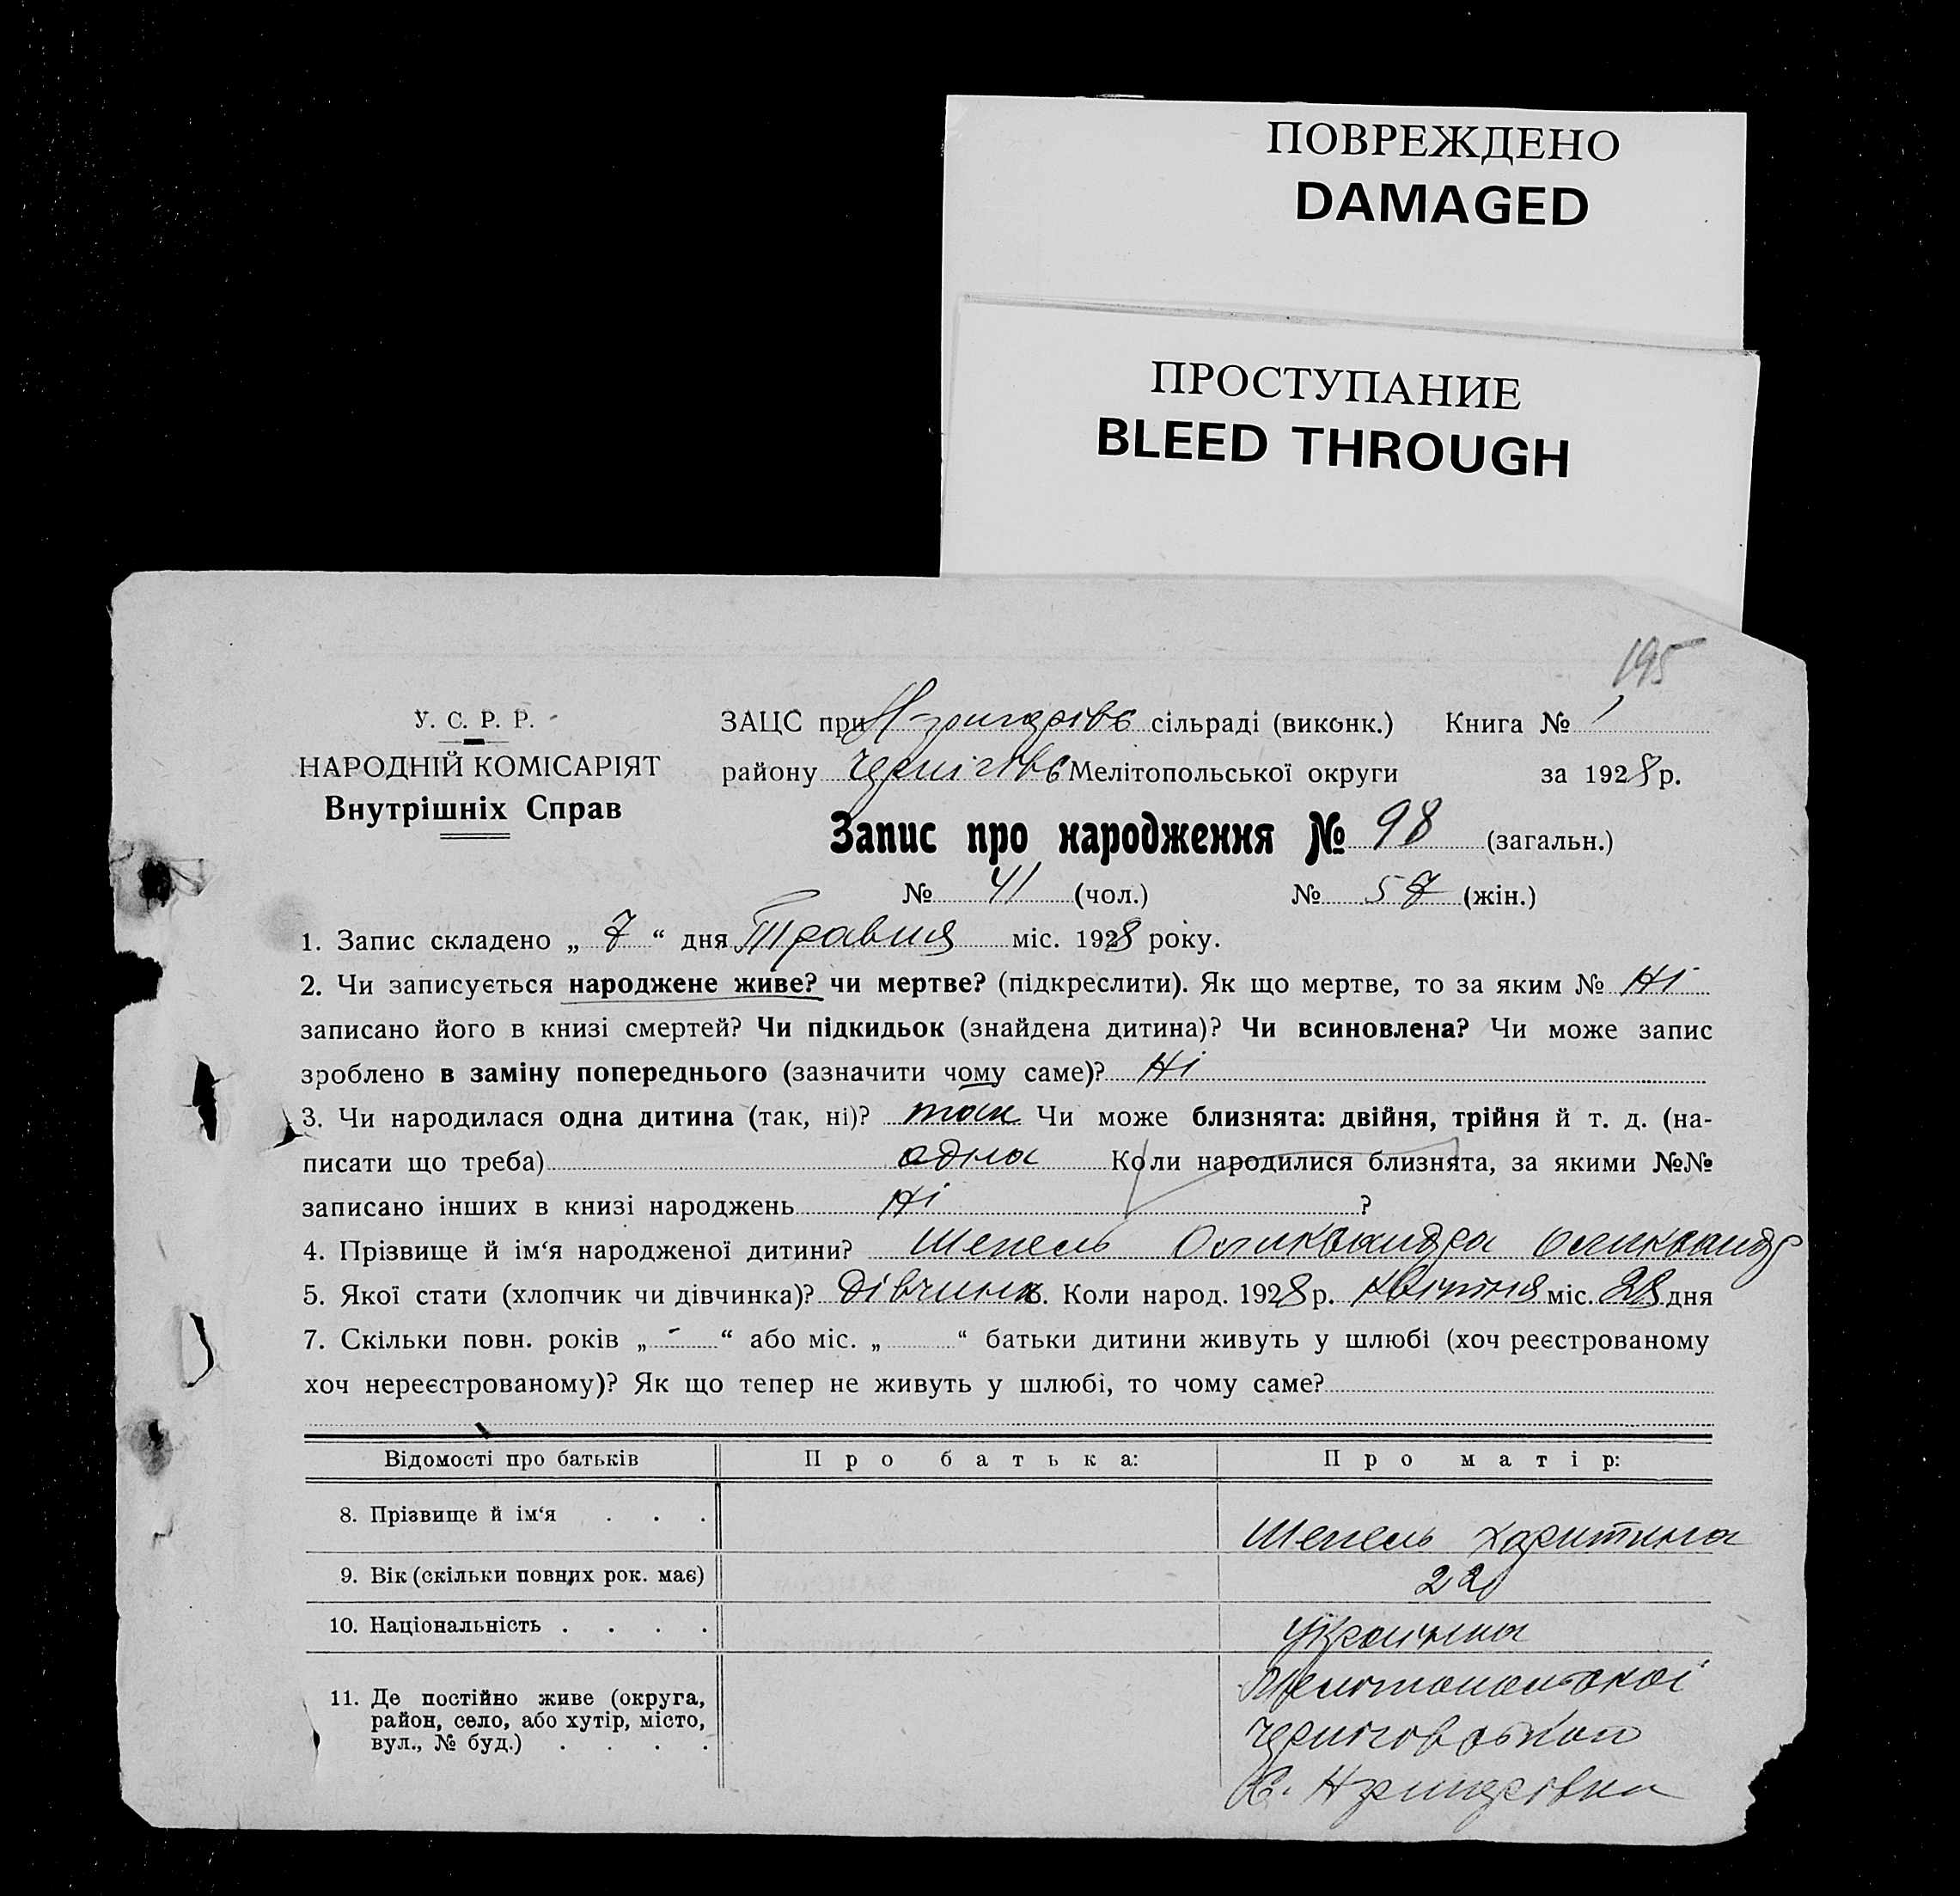 ПОВРЕЖДЕНО
DAMAGED
ПРОСТУПАНИЕ
BLEED THROUGH
195
У. С. Р. Р.
НАРОДНІЙ КОМІСАРІЯТ
Внутрішніх Справ
ЗАЦС при сільраді (виконк.) Книга № 1
району Чернігівс Мелітопольської округи за 1928 р.
Запис про народження № 98 (загальн.)
№ 41 (чол.) № 57 (жін.)
1. Запис складено „ 7 “ дня Травня міс. 1928 року.
2. Чи записується народжене живе? чи мертве? (підкреслити). Як що мертве, то за яким № Ні
записано його в книзі смертей? Чи підкидьок (знайдена дитина)? Чи всиновлена? Чи може запис
зроблено в заміну попереднього (зазначити чому саме)? Ні
3. Чи народилася одна дитина (так, ні)? так Чи може близнята: двійня, трійня й т. д. (на-
писати що треба) одна Коли народилися близнята, за якими №№
записано інших в книзі народжень Ні ?
4. Прізвище й ім‘я народженої дитини? Шепель Олександра Олександр
5. Якої стати (хлопчик чи дівчинка)? Дівчинк 6. Коли народ. 1928 р. квітня міс. 28 дня
7. Скільки повн. років „ - “ або міс. „ “ батьки дитини живуть у шлюбі (хоч реєстрованому
хоч нереєстрованому)? Як що тепер не живуть у шлюбі, то чому саме?
Відомості про батьків Про батька: Про матір:
8. Прізвище й ім‘я . . . Шепель Харитина
9. Вік (скільки повних рок. має) 22
10. Національність . . . . Українка
11. Де постійно живе (округа,
район, село, або хутір, місто,
вул., № буд.) . . . .
Мелітопольської
Чернігівської